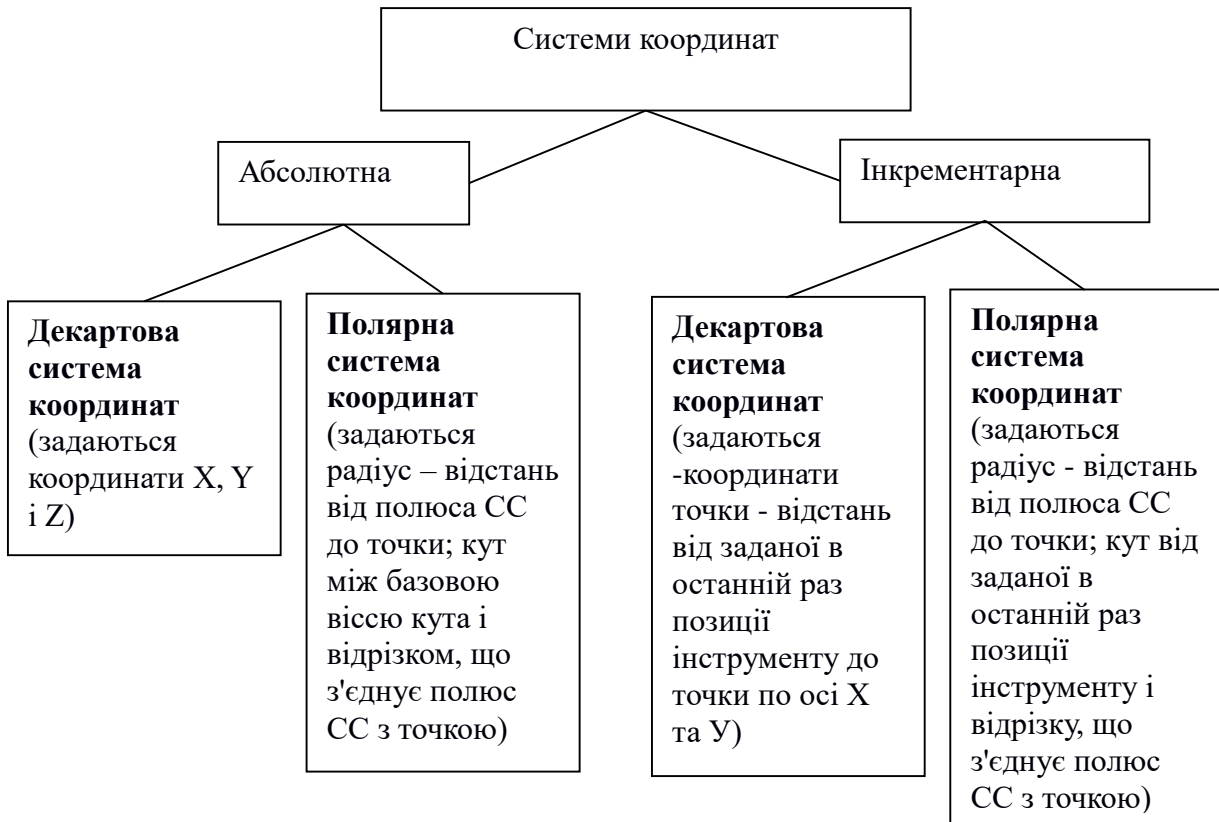 Системи координат
Абсолютна
Інкрементарна
Декартова
система
координат
(задаються
координати X, Y
і Z)
Полярна
система
координат
(задаються
радіус – відстань
від полюса СС
до точки; кут
між базовою
віссю кута і
відрізком, що
з'єднує полюс
СС з точкою)
Декартова
система
координат
(задаються
-координати
точки - відстань
від заданої в
останній раз
позиції
інструменту до
точки по осі Х
та У)
Полярна
система
координат
(задаються
радіус - відстань
від полюса СС
до точки; кут від
заданої в
останній раз
позиції
інструменту і
відрізку, що
з'єднує полюс
СС з точкою)